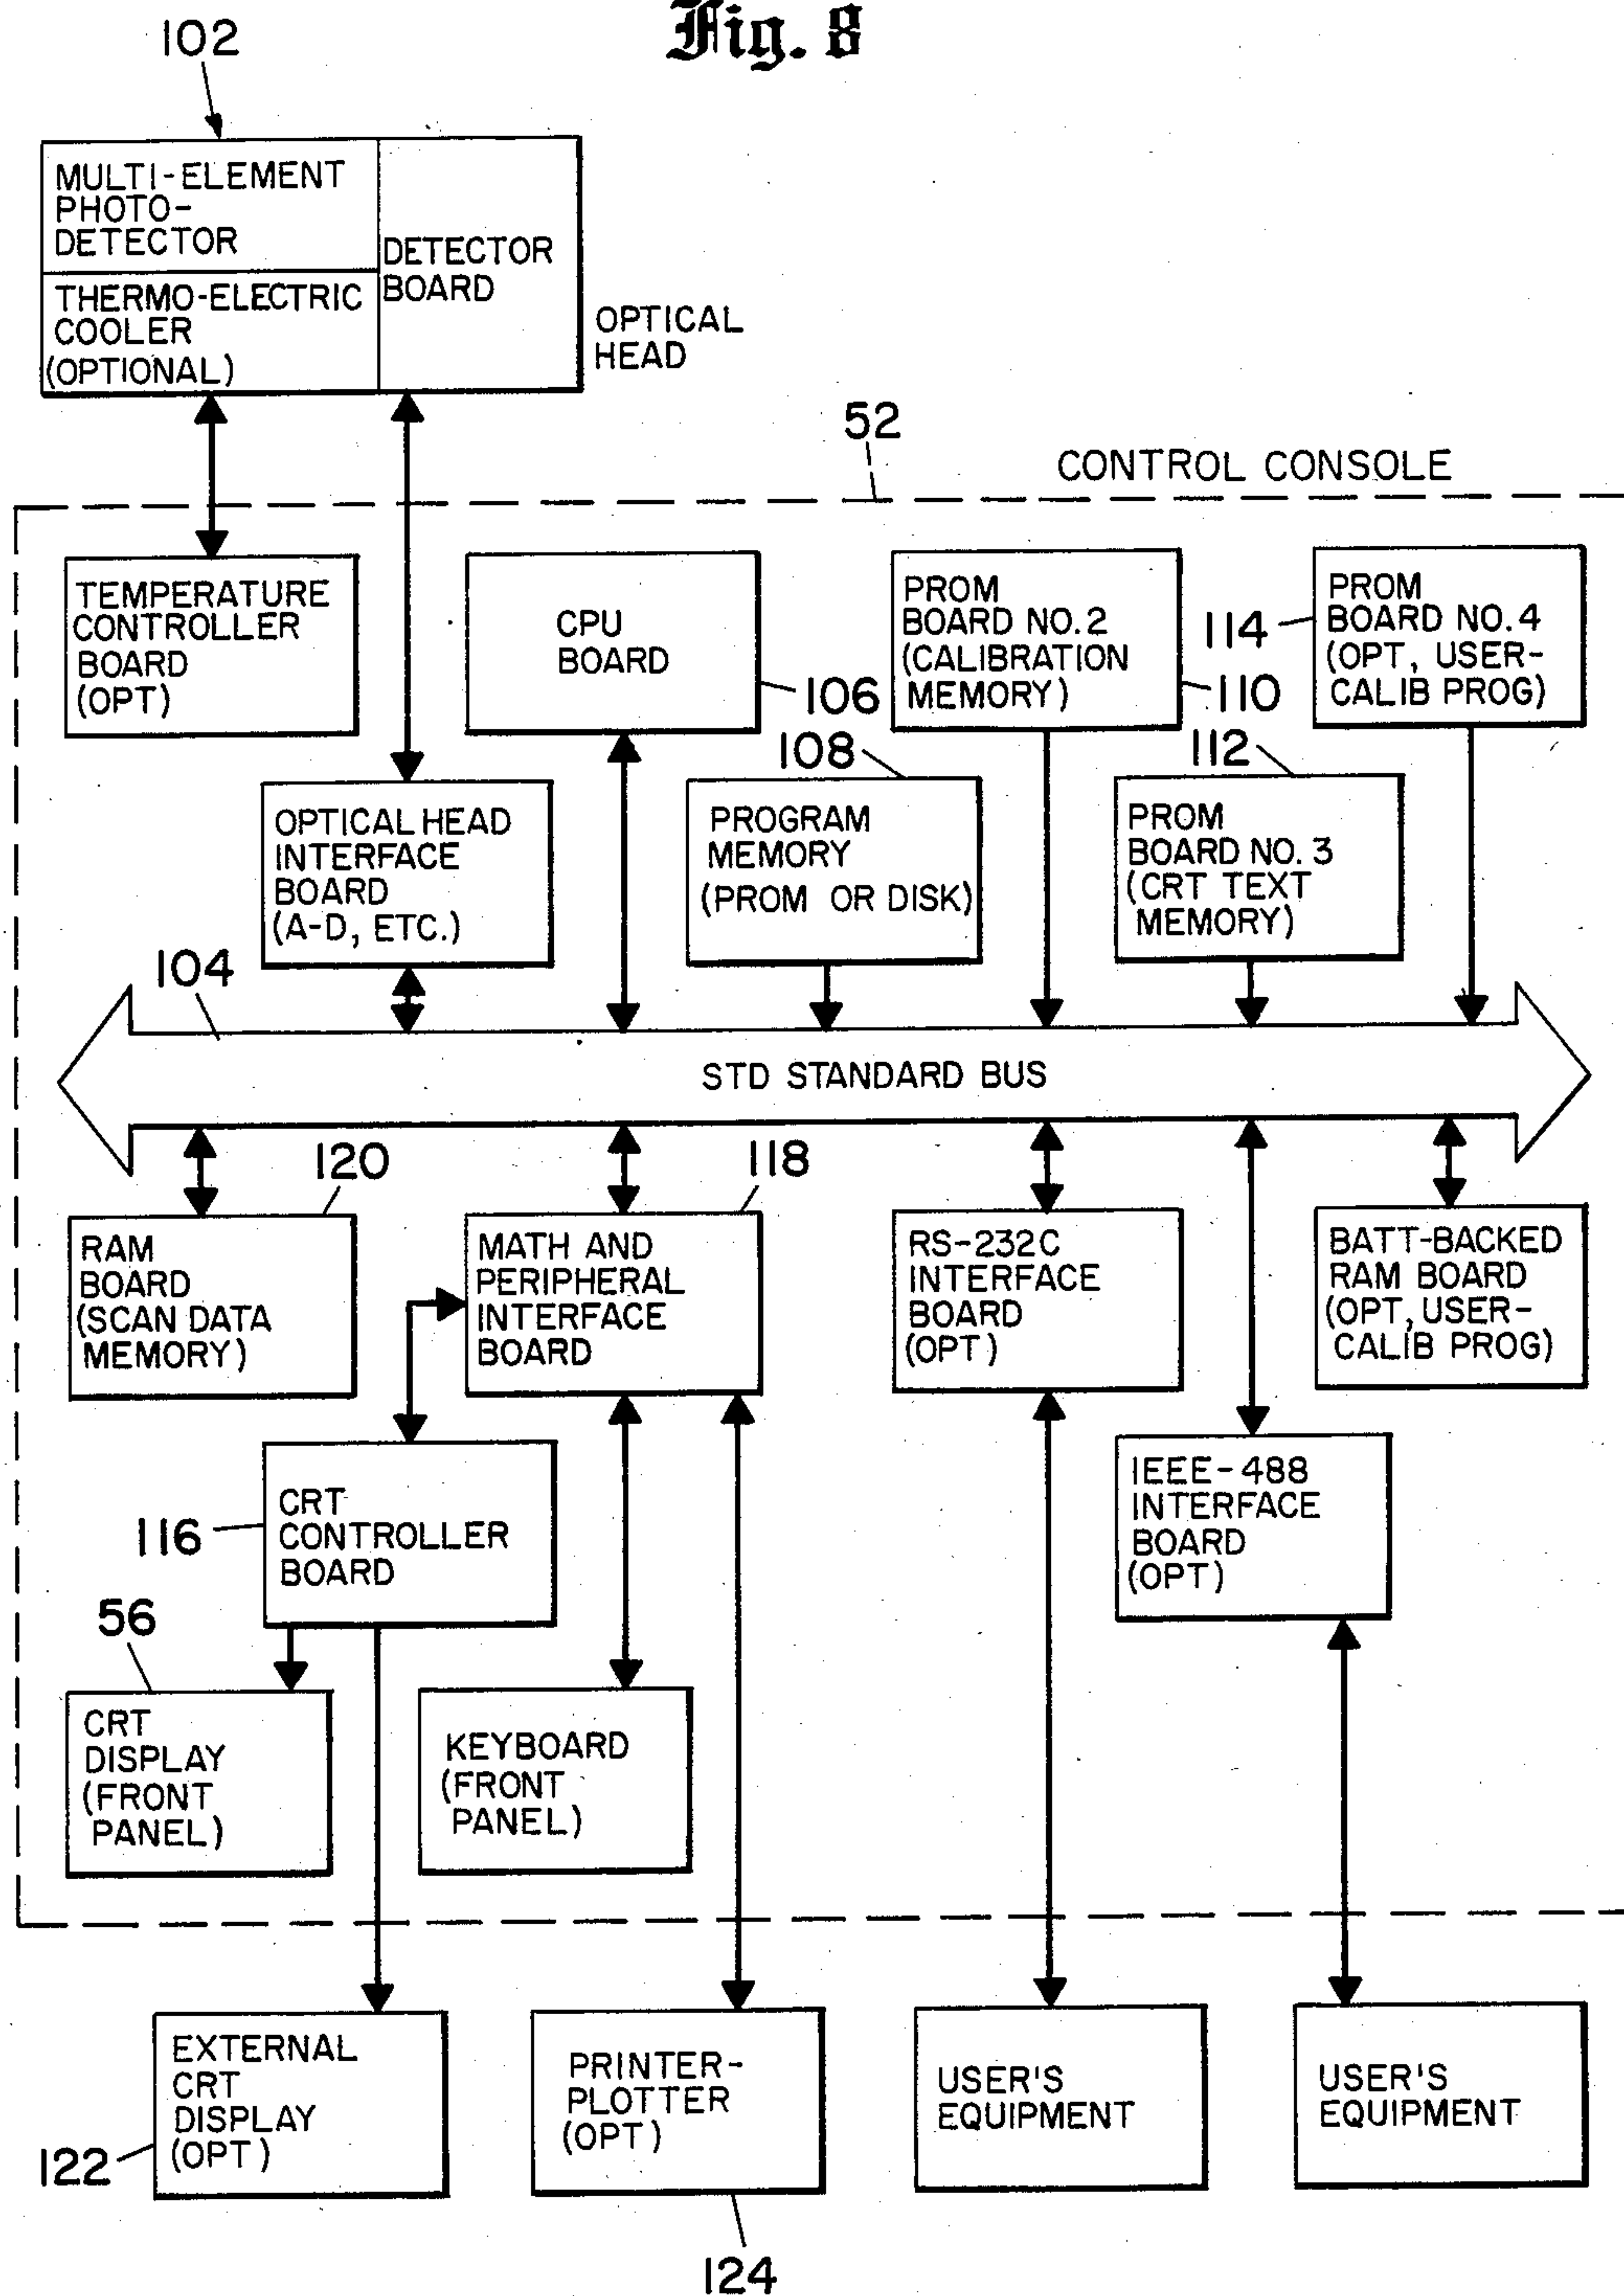 Fig. 8
102
MULTI-ELEMENT
PHOTO-
DETECTOR
DETECTOR
BOARD
THERMO-ELECTRIC
COOLER
(OPTIONAL)
OPTICAL
HEAD
52
CONTROL CONSOLE
TEMPERATURE
CONTROLLER
BOARD
(OPT)
CPU
BOARD
106
PROM
BOARD NO. 2
(CALIBRATION
MEMORY)
110
114
PROM
BOARD NO. 4
(OPT, USER-
CALIB PROG)
OPTICAL HEAD
INTERFACE
BOARD
(A-D, ETC.)
108
PROGRAM
MEMORY
(PROM OR DISK)
112
PROM
BOARD NO. 3
(CRT TEXT
MEMORY)
104
STD STANDARD BUS
120
RAM
BOARD
(SCAN DATA
MEMORY)
118
MATH AND
PERIPHERAL
INTERFACE
BOARD
RS-232C
INTERFACE
BOARD
(OPT)
BATT-BACKED
RAM BOARD
(OPT, USER-
CALIB PROG)
116
CRT
CONTROLLER
BOARD
IEEE-488
INTERFACE
BOARD
(OPT)
56
CRT
DISPLAY
(FRONT
PANEL)
KEYBOARD
(FRONT
PANEL)
122
EXTERNAL
CRT
DISPLAY
(OPT)
PRINTER-
PLOTTER
(OPT)
124
USER'S
EQUIPMENT
USER'S
EQUIPMENT